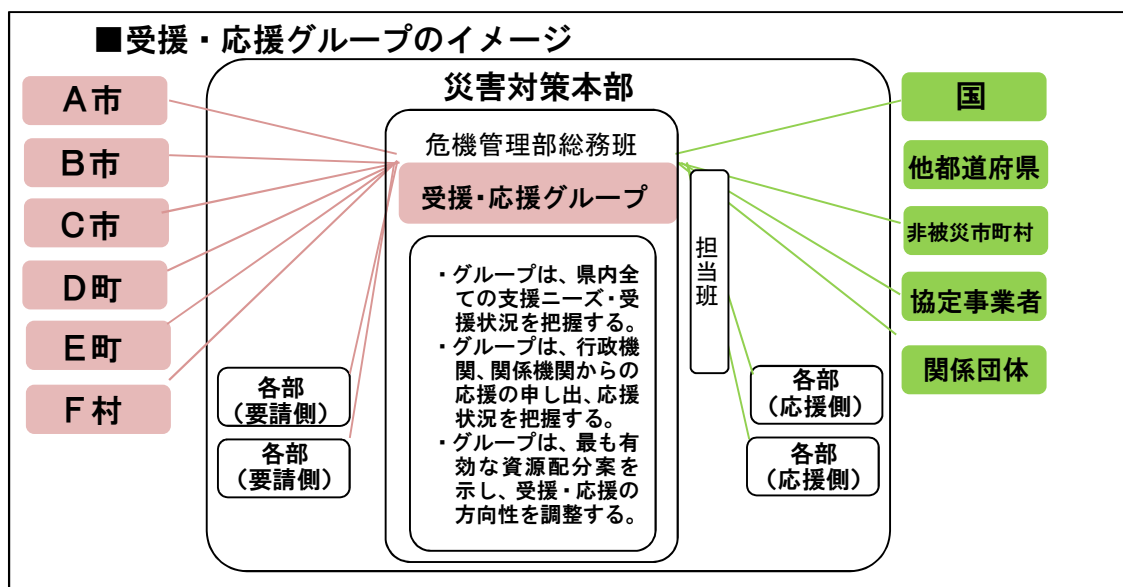 ■受援・応援グループのイメージ
A市
B市
C市
D町
E町
F村
災害対策本部
危機管理部総務班
受援・応援グループ
・グループは、県内全
てての支援ニーズ・受
援状況を把握する。
・グループは、行政機
関、関係機関からの
応援の申し出、応援
状況を把握する。
・グループは、最も有
効な資源配分案を
示し、受援・応援の
方向性を調整する。
各部
(要請側)
各部
(要請側)
担当班
各部
(応援側)
各部
(応援側)
国
他都道府県
非被災市町村
協定事業者
関係団体